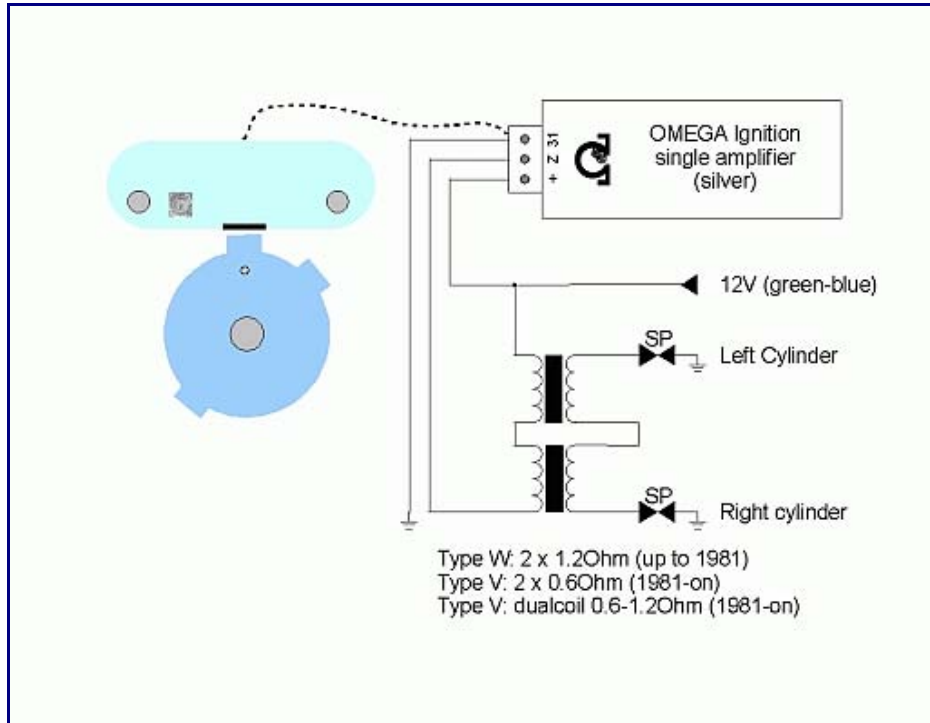 OMEGA Ignition
single amplifier
(silver)
31
Z
+
12V (green-blue)
SP
Left Cylinder
SP
Right cylinder
Type W: 2 x 1.2Ohm (up to 1981)
Type V: 2 x 0.6Ohm (1981-on)
Type V: dualcoil 0.6-1.2Ohm (1981-on)